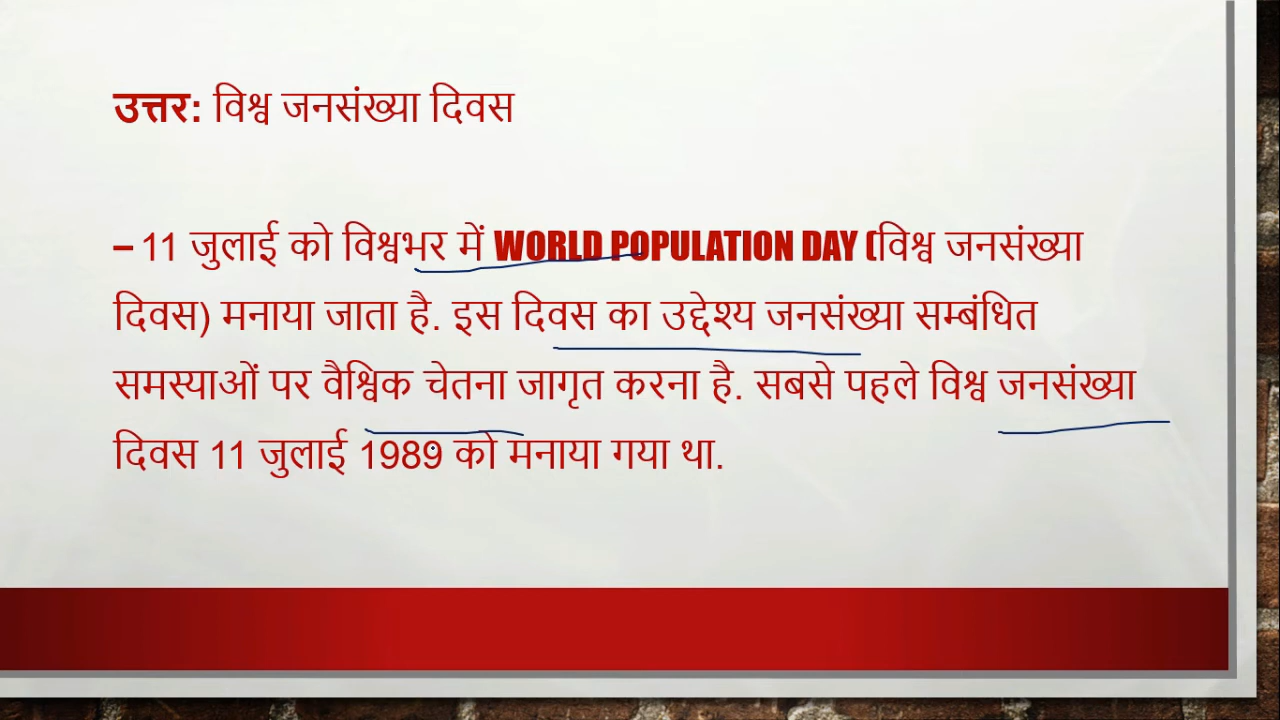 उत्तर: विश्व जनसंख्या दिवस
– 11 जुलाई को विश्वभर में WORLD POPULATION DAY (विश्व जनसंख्या
दिवस) मनाया जाता है. इस दिवस का उद्देश्य जनसंख्या सम्बंधित
समस्याओं पर वैश्विक चेतना जागृत करना है. सबसे पहले विश्व जनसंख्या
दिवस 11 जुलाई 1989 को मनाया गया था.